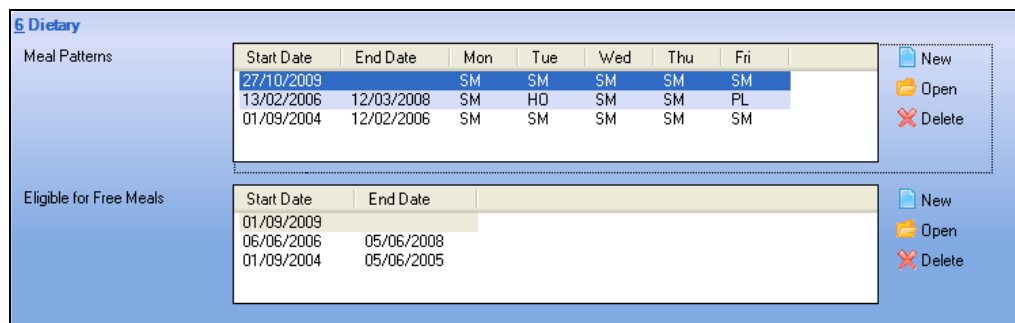 6 Dietary
Meal Patterns
Start Date End Date Mon Tue Wed Thu Fri
27/10/2009 SM SM SM SM SM
13/02/2006 12/03/2008 SM HO SM SM PL
01/09/2004 12/02/2006 SM SM SM SM SM
New
Open
Delete
Eligible for Free Meals
Start Date End Date
01/09/2009
06/06/2006 05/06/2008
01/09/2004 05/06/2005
New
Open
Delete